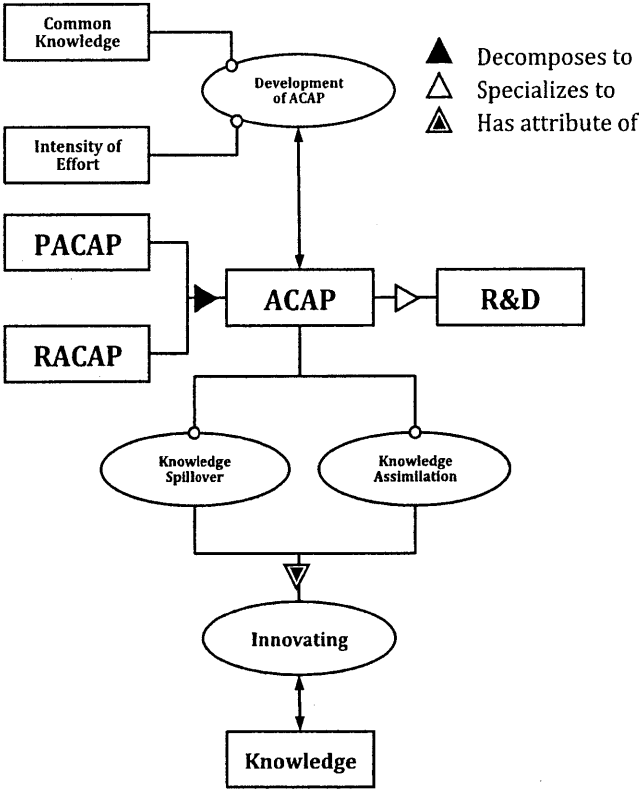 Common
Knowledge
Development
of ACAP
Decomposes to
Specializes to
Has attribute of
Intensity of
Effort
PACAP
ACAP
R&D
RACAP
Knowledge
Spillover
Knowledge
Assimilation
Innovating
Knowledge